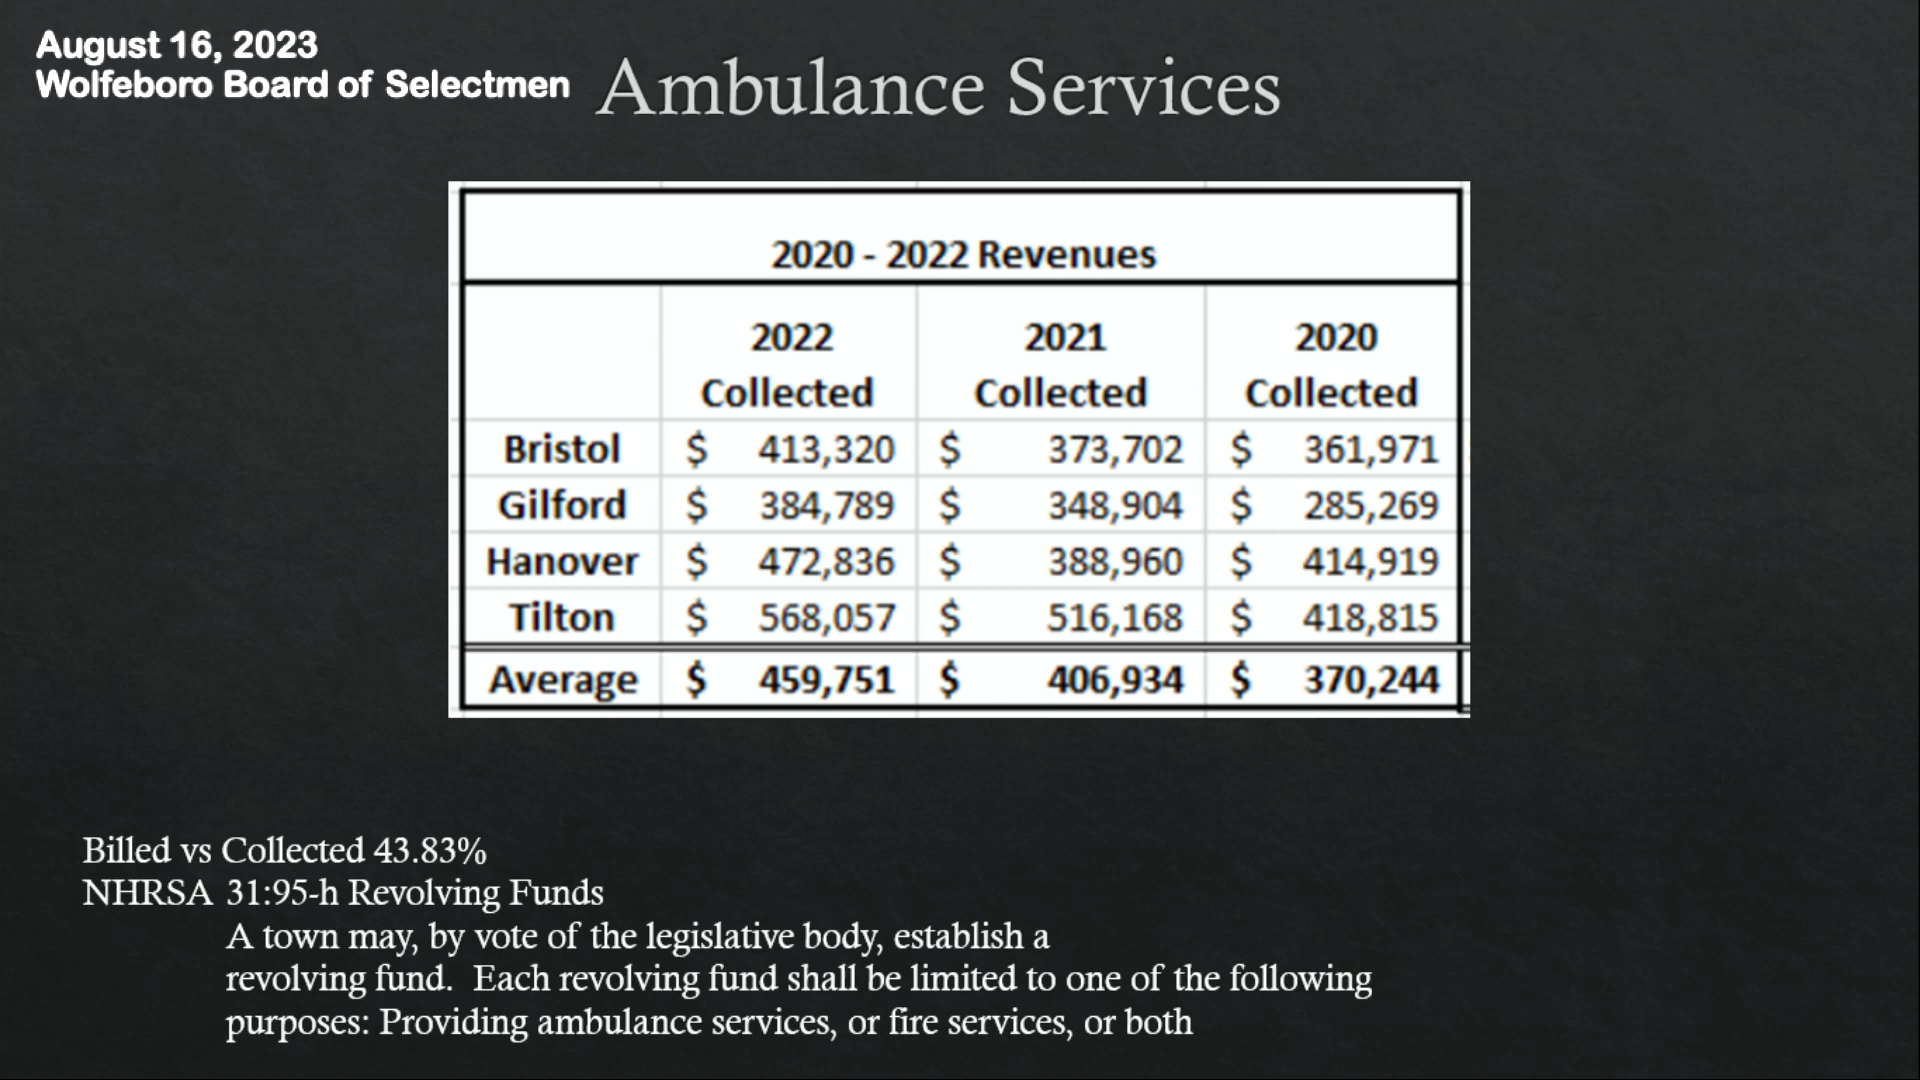 August 16, 2023
Wolfeboro Board of Selectmen
Ambulance Services
2020 - 2022 Revenues
2022 Collected 2021 Collected 2020 Collected
Bristol $ 413,320 $ 373,702 $ 361,971
Gilford $ 384,789 $ 348,904 $ 285,269
Hanover $ 472,836 $ 388,960 $ 414,919
Tilton $ 568,057 $ 516,168 $ 418,815
Average $ 459,751 $ 406,934 $ 370,244
Billed vs Collected 43.83%
NHRSA 31:95-h Revolving Funds
A town may, by vote of the legislative body, establish a
revolving fund. Each revolving fund shall be limited to one of the following
purposes: Providing ambulance services, or fire services, or both